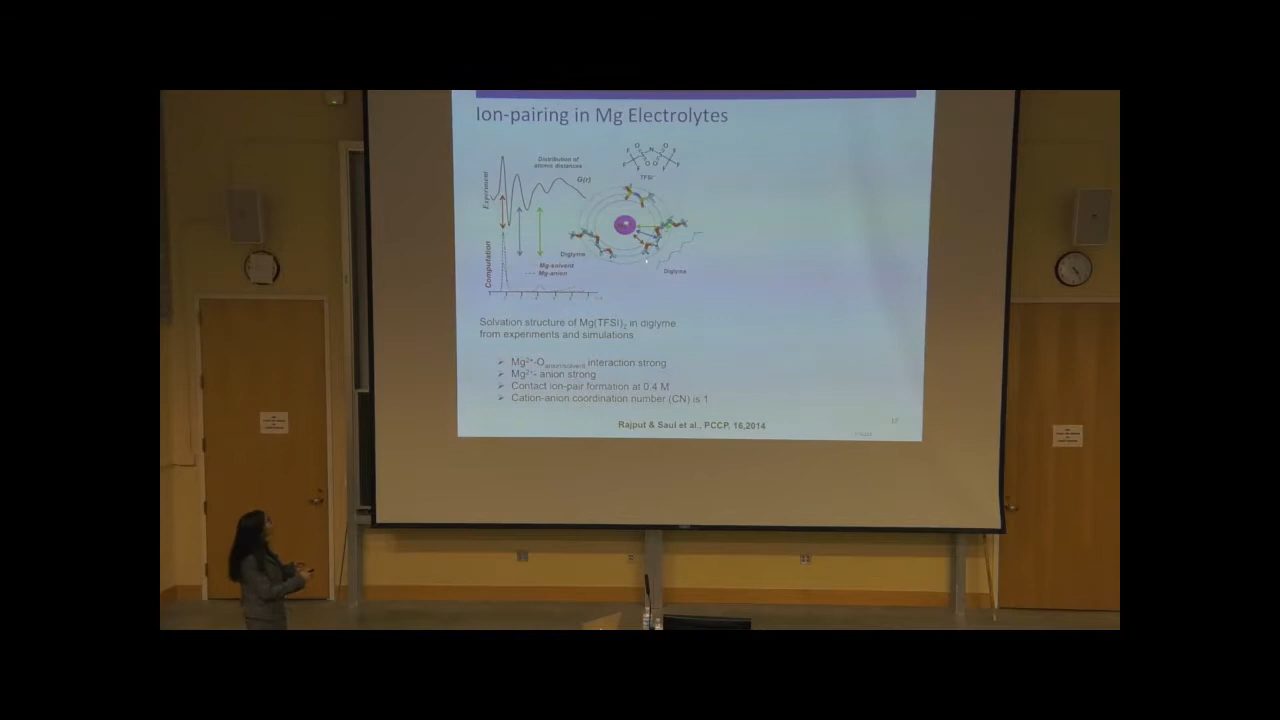 Ion-pairing in Mg Electrolytes
Distribution of
atomic distances
G(r)
Experiment
Computation
Mg-solvent
Mg-anion
F
O
N
O
F
F
O
O
F
TFSI-
Mg
Diglyme
Diglyme
Solvation structure of Mg(TFSI)2 in diglyme
from experiments and simulations
➢ Mg2+-Oanion/solvent interaction strong
➢ Mg2+- anion strong
➢ Contact ion-pair formation at 0.4 M
➢ Cation-anion coordination number (CN) is 1
Rajput & Saul et al., PCCP, 16,2014